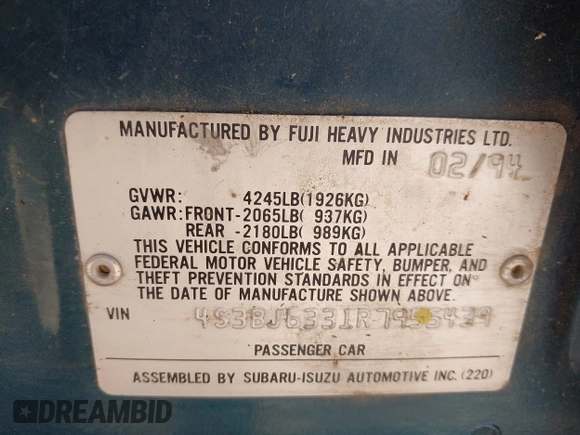 MANUFACTURED BY FUJI HEAVY INDUSTRIES LTD.
MFD IN 02/94
GVWR: 4245LB(1926KG)
GAWR:FRONT-2065LB( 937KG)
REAR -2180LB( 989KG)
THIS VEHICLE CONFORMS TO ALL APPLICABLE
FEDERAL MOTOR VEHICLE SAFETY, BUMPER, AND
THEFT PREVENTION STANDARDS IN EFFECT ON
THE DATE OF MANUFACTURE SHOWN ABOVE.
VIN
PASSENGER CAR
ASSEMBLED BY SUBARU-ISUZU AUTOMOTIVE INC.(220)
DREAMBID